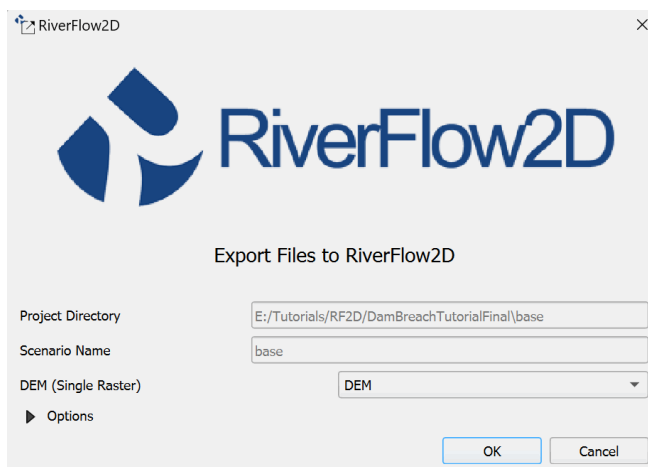 RiverFlow2D
RiverFlow2D
Export Files to RiverFlow2D
Project Directory E:/Tutorials/RF2D/DamBreachTutorialFinal\base
Scenario Name base
DEM (Single Raster) DEM
Options
OK Cancel